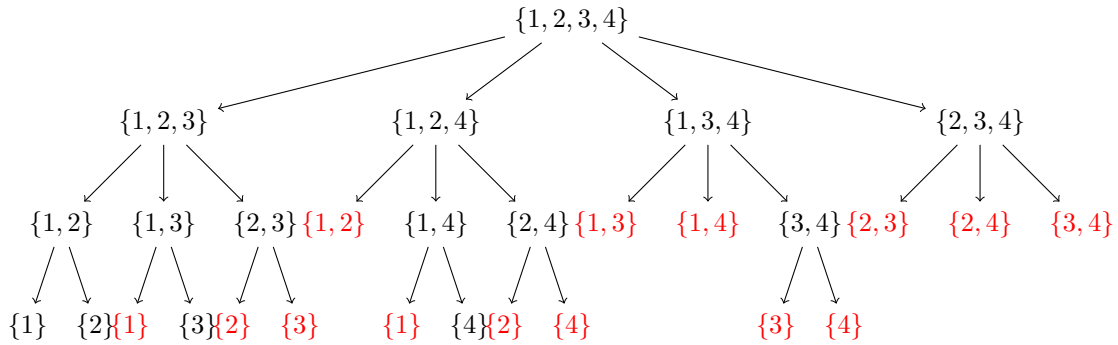 {1, 2, 3, 4}
{1, 2, 3} {1, 2, 4} {1, 3, 4} {2, 3, 4}
{1, 2} {1, 3} {2, 3} {1, 2} {1, 4} {2, 4} {1, 3} {1, 4} {3, 4} {2, 3} {2, 4} {3, 4}
{1} {2} {1} {3} {2} {3} {1} {4} {2} {4} {3} {4}